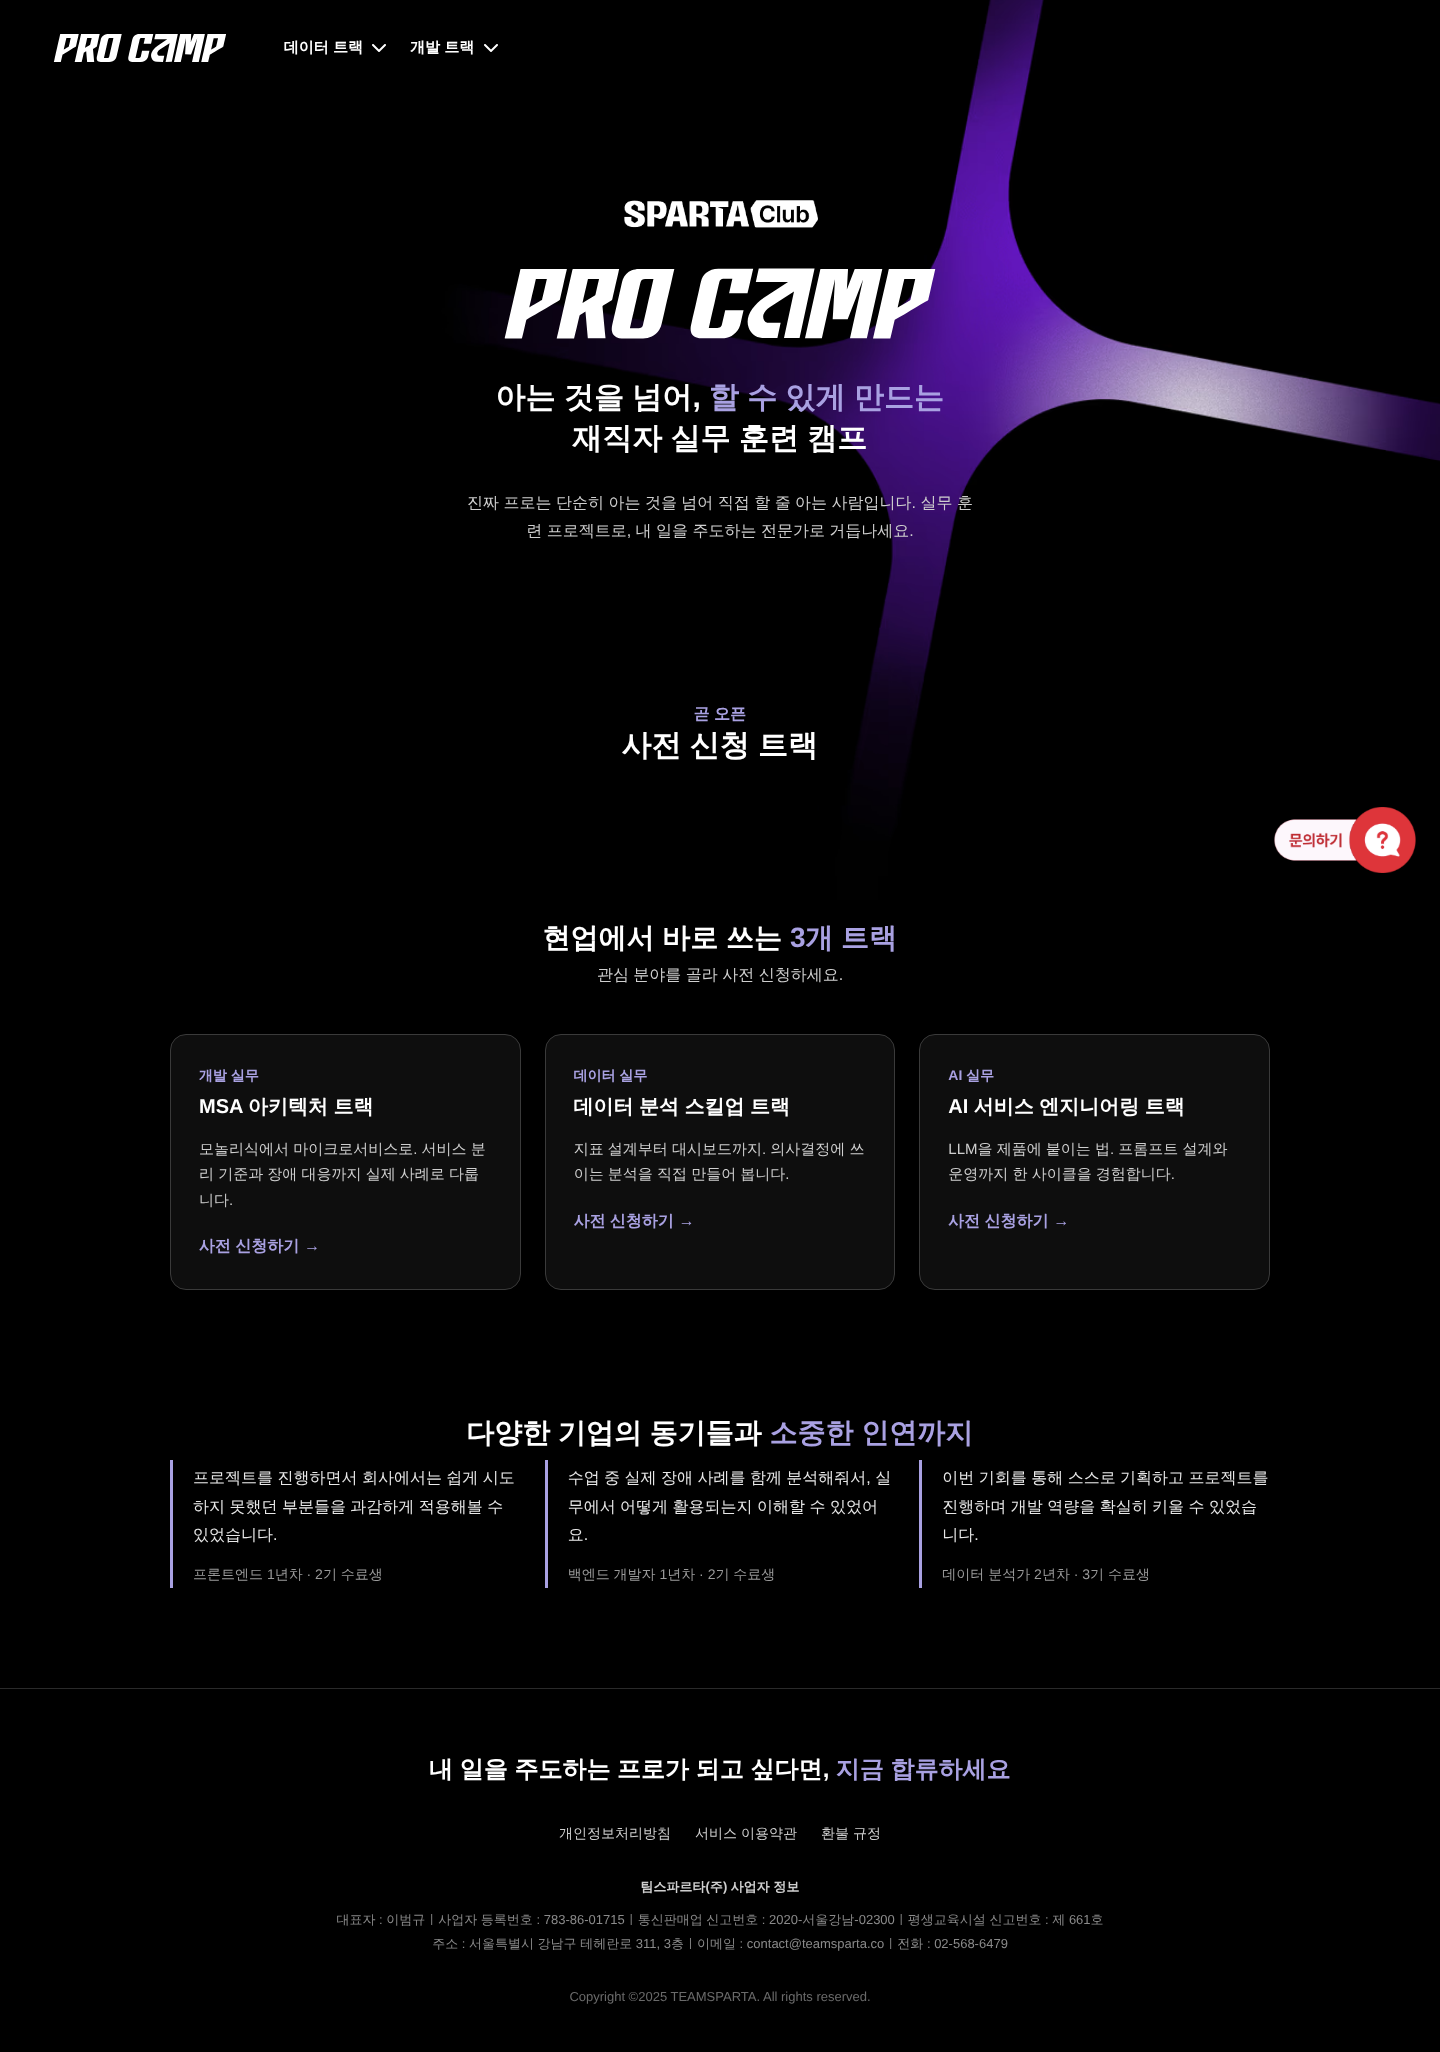 PRO CAMP
데이터 트랙
개발 트랙
SPARTA Club
PRO CAMP
아는 것을 넘어, 할 수 있게 만드는
재직자 실무 훈련 캠프
진짜 프로는 단순히 아는 것을 넘어 직접 할 줄 아는 사람입니다. 실무 훈
련 프로젝트로, 내 일을 주도하는 전문가로 거듭나세요.
곧 오픈
사전 신청 트랙
문의하기
현업에서 바로 쓰는 3개 트랙
관심 분야를 골라 사전 신청하세요.
개발 실무
MSA 아키텍처 트랙
모놀리식에서 마이크로서비스로. 서비스 분
리 기준과 장애 대응까지 실제 사례로 다룹
니다.
사전 신청하기 →
데이터 실무
데이터 분석 스킬업 트랙
지표 설계부터 대시보드까지. 의사결정에 쓰
이는 분석을 직접 만들어 봅니다.
사전 신청하기 →
AI 실무
AI 서비스 엔지니어링 트랙
LLM을 제품에 붙이는 법. 프롬프트 설계와
운영까지 한 사이클을 경험합니다.
사전 신청하기 →
다양한 기업의 동기들과 소중한 인연까지
프로젝트를 진행하면서 회사에서는 쉽게 시도
하지 못했던 부분들을 과감하게 적용해볼 수
있었습니다.
프론트엔드 1년차 · 2기 수료생
수업 중 실제 장애 사례를 함께 분석해줘서, 실
무에서 어떻게 활용되는지 이해할 수 있었어
요.
백엔드 개발자 1년차 · 2기 수료생
이번 기회를 통해 스스로 기획하고 프로젝트를
진행하며 개발 역량을 확실히 키울 수 있었습
니다.
데이터 분석가 2년차 · 3기 수료생
내 일을 주도하는 프로가 되고 싶다면, 지금 합류하세요
개인정보처리방침
서비스 이용약관
환불 규정
팀스파르타(주) 사업자 정보
대표자 : 이범규ㅣ사업자 등록번호 : 783-86-01715ㅣ통신판매업 신고번호 : 2020-서울강남-02300ㅣ평생교육시설 신고번호 : 제 661호
주소 : 서울특별시 강남구 테헤란로 311, 3층ㅣ이메일 : contact@teamsparta.coㅣ전화 : 02-568-6479
Copyright ©2025 TEAMSPARTA. All rights reserved.